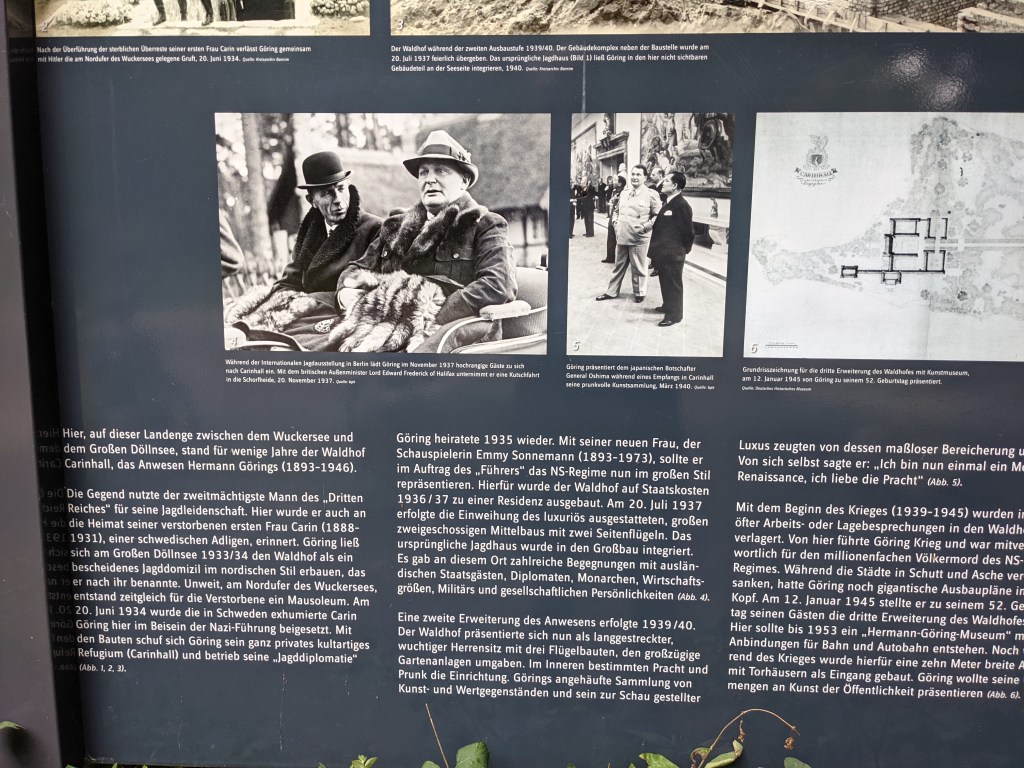 2
3
Nach der Überführung der sterblichen Überreste seiner ersten Frau Carin verlässt Göring gemeinsam
mit Hitler die am Nordufer des Wuckersees gelegene Gruft, 20. Juni 1934. Quelle: Kreisarchiv Barnim
Der Waldhof während der zweiten Ausbaustufe 1939/40. Der Gebäudekomplex neben der Baustelle wurde am
20. Juli 1937 feierlich übergeben. Das ursprüngliche Jagdhaus (Bild 1) ließ Göring in den hier nicht sichtbaren
Gebäudeteil an der Seeseite integrieren, 1940. Quelle: Kreisarchiv Barnim
CARINHALL
4
5
6
Während der Internationalen Jagdausstellung in Berlin lädt Göring im November 1937 hochrangige Gäste zu sich
nach Carinhall ein. Mit dem britischen Außenminister Lord Edward Frederick of Halifax unternimmt er eine Kutschfahrt
in die Schorfheide, 20. November 1937. Quelle: bpk
Göring präsentiert dem japanischen Botschafter
General Oshima während eines Empfangs in Carinhall
seine prunkvolle Kunstsammlung, März 1940. Quelle: bpk
Grundrisszeichnung für die dritte Erweiterung des Waldhofes mit Kunstmuseum,
am 12. Januar 1945 von Göring zu seinem 52. Geburtstag präsentiert.
Quelle: Deutsches Historisches Museum
Hier, auf dieser Landenge zwischen dem Wuckersee und
dem Großen Döllnsee, stand für wenige Jahre der Waldhof
Carinhall, das Anwesen Hermann Görings (1893–1946).
Die Gegend nutzte der zweitmächtigste Mann des „Dritten
Reiches“ für seine Jagdleidenschaft. Hier wurde er auch an
die Heimat seiner verstorbenen ersten Frau Carin (1888–
1931), einer schwedischen Adligen, erinnert. Göring ließ
sich am Großen Döllnsee 1933/34 den Waldhof als ein
bescheidenes Jagddomizil im nordischen Stil erbauen, das
er nach ihr benannte. Unweit, am Nordufer des Wuckersees,
entstand zeitgleich für die Verstorbene ein Mausoleum. Am
20. Juni 1934 wurde die in Schweden exhumierte Carin
Göring hier im Beisein der Nazi-Führung beigesetzt. Mit
den Bauten schuf sich Göring sein ganz privates kultartiges
Refugium (Carinhall) und betrieb seine „Jagdiplomatie“
(Abb. 1, 2, 3).
Göring heiratete 1935 wieder. Mit seiner neuen Frau, der
Schauspielerin Emmy Sonnemann (1893–1973), sollte er
im Auftrag des „Führers“ das NS-Regime nun im großen Stil
repräsentieren. Hierfür wurde der Waldhof auf Staatskosten
1936/37 zu einer Residenz ausgebaut. Am 20. Juli 1937
erfolgte die Einweihung des luxuriös ausgestatteten, großen
zweigeschossigen Mittelbaus mit zwei Seitenflügeln. Das
ursprüngliche Jagdhaus wurde in den Großbau integriert.
Es gab an diesem Ort zahlreiche Begegnungen mit auslän-
dischen Staatsgästen, Diplomaten, Monarchen, Wirtschafts-
größen, Militärs und gesellschaftlichen Persönlichkeiten (Abb. 4).
Eine zweite Erweiterung des Anwesens erfolgte 1939/40.
Der Waldhof präsentierte sich nun als langgestreckter,
wuchtiger Herrensitz mit drei Flügelbauten, den großzügige
Gartenanlagen umgaben. Im Inneren bestimmten Pracht und
Prunk die Einrichtung. Görings angehäufte Sammlung von
Kunst- und Wertgegenständen und sein zur Schau gestellter
Luxus zeugten von dessen maßloser Bereicherung
Von sich selbst sagte er: „Ich bin nun einmal ein
Renaissance, ich liebe die Pracht“ (Abb. 5).
Mit dem Beginn des Krieges (1939–1945) wurden
öfter Arbeits- oder Lagebesprechungen in den
verlagert. Von hier führte Göring Krieg und war
wortlich für den millionenfachen Völkermord des NS-
Regimes. Während die Städte in Schutt und Asche
sanken, hatte Göring noch gigantische Ausbaupläne
Kopf. Am 12. Januar 1945 stellte er zu seinem 52.
tag seinen Gästen die dritte Erweiterung des
Hier sollte bis 1953 ein „Hermann-Göring-Museum“
Anbindungen für Bahn und Autobahn entstehen. Noch
rend des Krieges wurde hierfür eine zehn Meter breite
mit Torhäusern als Eingang gebaut. Göring wollte seine
mengen an Kunst der Öffentlichkeit präsentieren (Abb. 6).